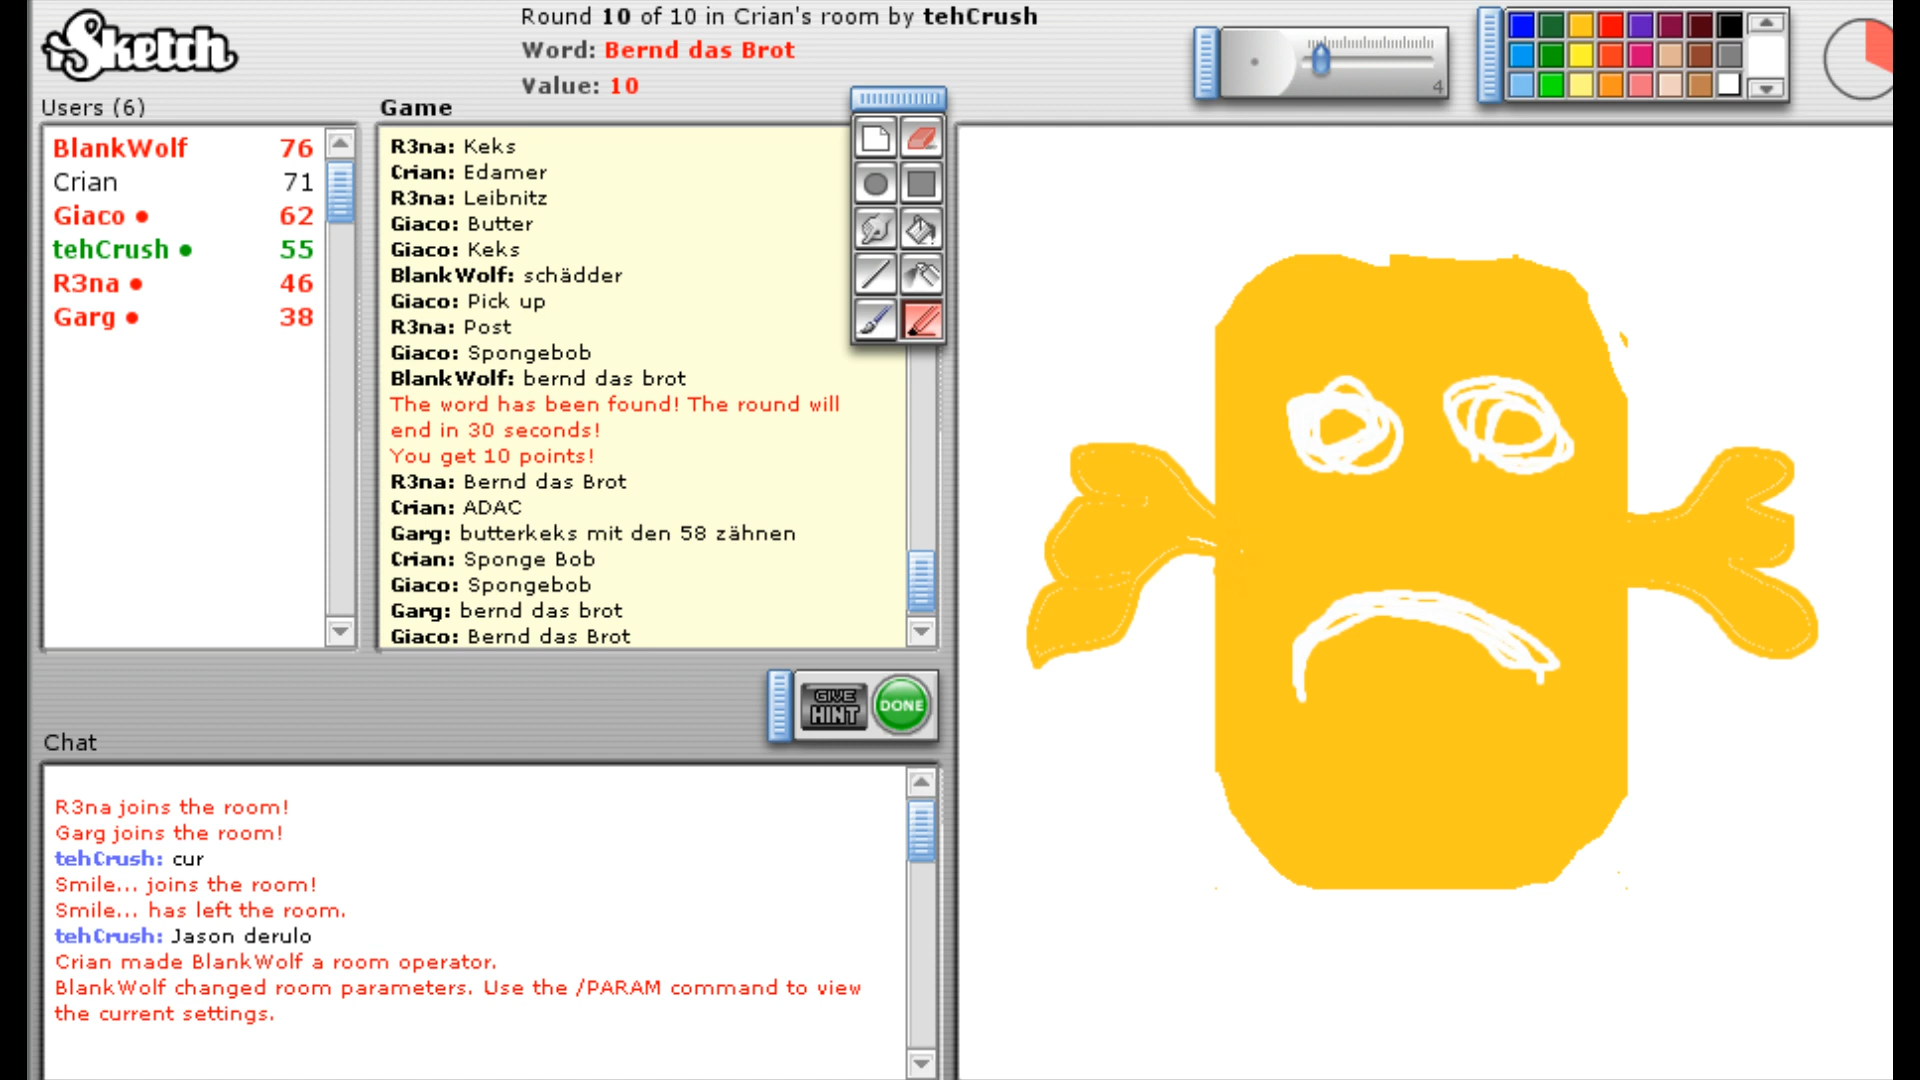 iSketch
Round 10 of 10 in Crian's room by tehCrush
Word: Bernd das Brot
Value: 10
4
Users (6)
BlankWolf 76
Crian 71
Giaco 62
tehCrush 55
R3na 46
Garg 38
Game
R3na: Keks
Crian: Edamer
R3na: Leibnitz
Giaco: Butter
Giaco: Keks
BlankWolf: schädder
Giaco: Pick up
R3na: Post
Giaco: Spongebob
BlankWolf: bernd das brot
The word has been found! The round will
end in 30 seconds!
You get 10 points!
R3na: Bernd das Brot
Crian: ADAC
Garg: butterkeks mit den 58 zähnen
Crian: Sponge Bob
Giaco: Spongebob
Garg: bernd das brot
Giaco: Bernd das Brot
GIVE
HINT
DONE
Chat
R3na joins the room!
Garg joins the room!
tehCrush: cur
Smile... joins the room!
Smile... has left the room.
tehCrush: Jason derulo
Crian made BlankWolf a room operator.
BlankWolf changed room parameters. Use the /PARAM command to view
the current settings.